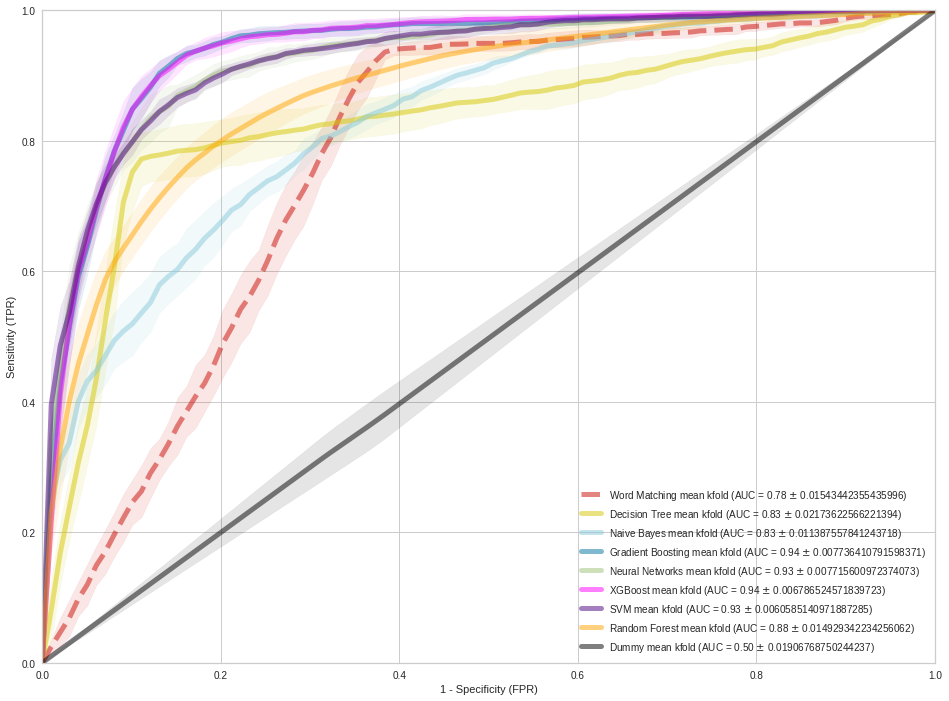 1.0
0.8
0.6
0.4
0.2
0.0
Sensitivity (TPR)
Word Matching mean kfold (AUC = 0.78 ± 0.01543442355435996)
Decision Tree mean kfold (AUC = 0.83 ± 0.02173622566221394)
Naive Bayes mean kfold (AUC = 0.83 ± 0.011387557841243718)
Gradient Boosting mean kfold (AUC = 0.94 ± 0.007736410791598371)
Neural Networks mean kfold (AUC = 0.93 ± 0.007715600972374073)
XGBoost mean kfold (AUC = 0.94 ± 0.006786524571839723)
SVM mean kfold (AUC = 0.93 ± 0.0060585140971887285)
Random Forest mean kfold (AUC = 0.88 ± 0.014929342234256062)
Dummy mean kfold (AUC = 0.50 ± 0.01906768750244237)
0.0 0.2 0.4 0.6 0.8 1.0
1 - Specificity (FPR)